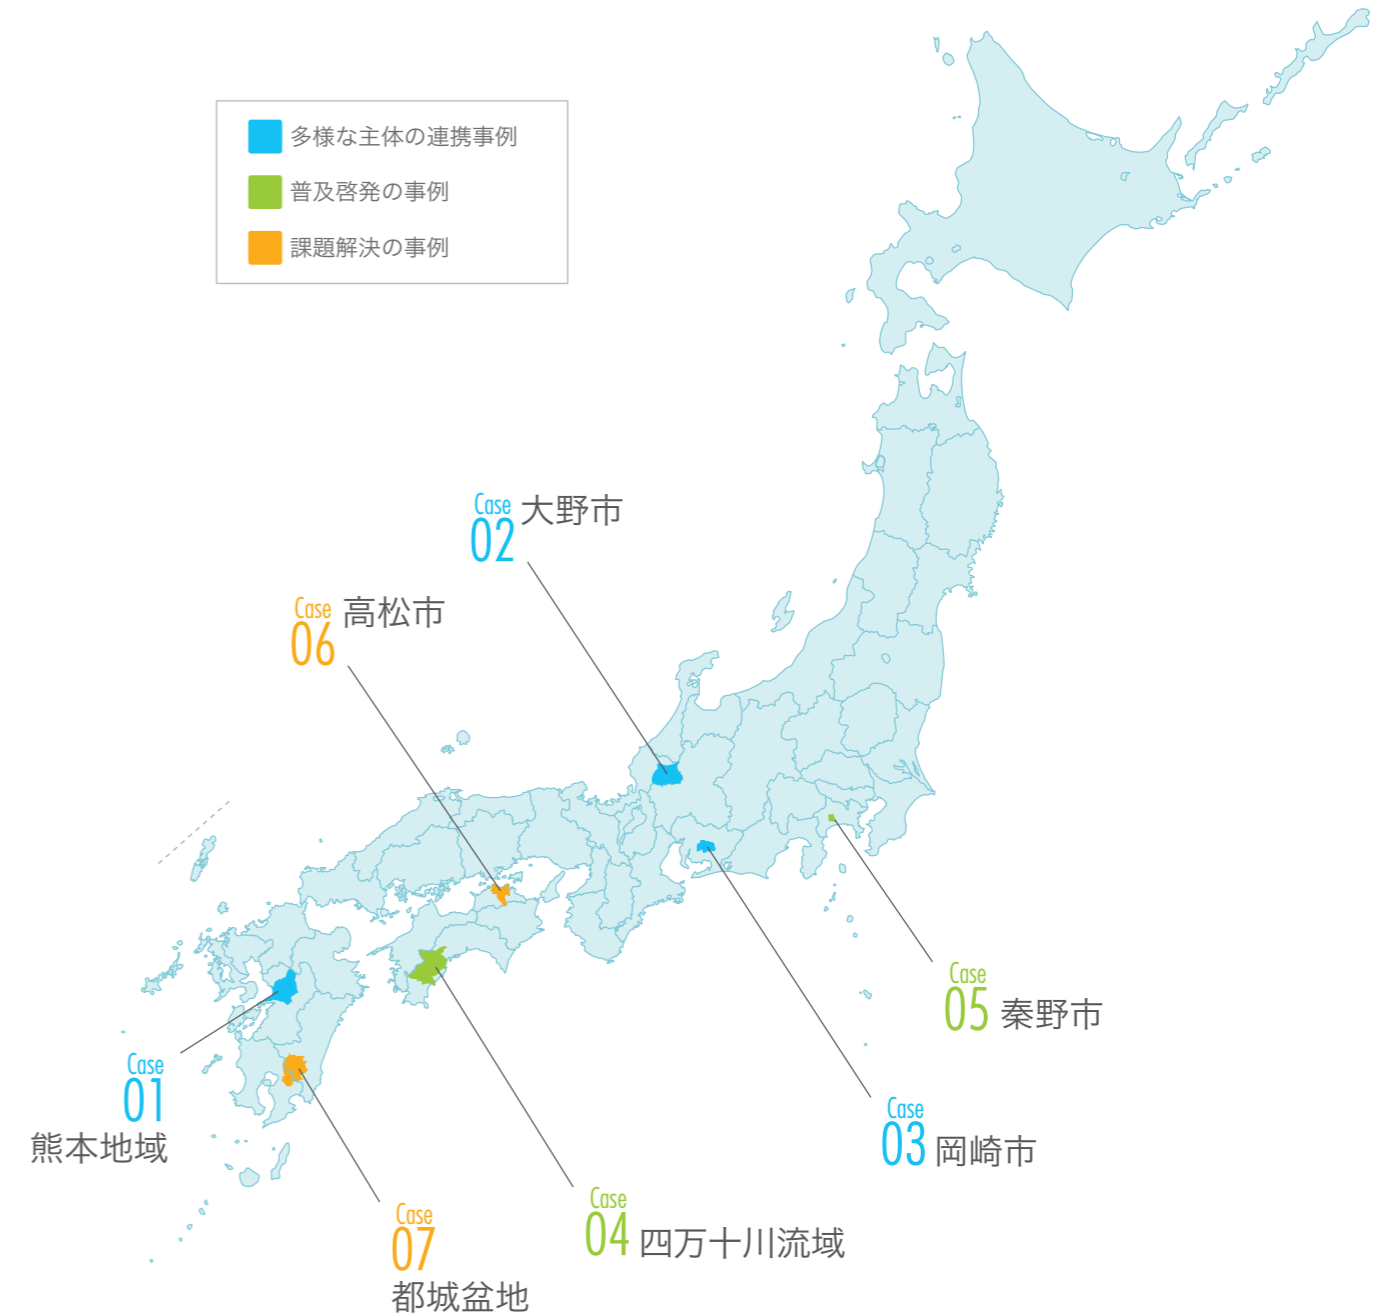 多様な主体の連携事例
普及啓発の事例
課題解決の事例
Case
02 大野市
Case
06 高松市
Case
05 秦野市
Case
01
熊本地域
Case
03 岡崎市
Case
04 四万十川流域
Case
07
都城盆地